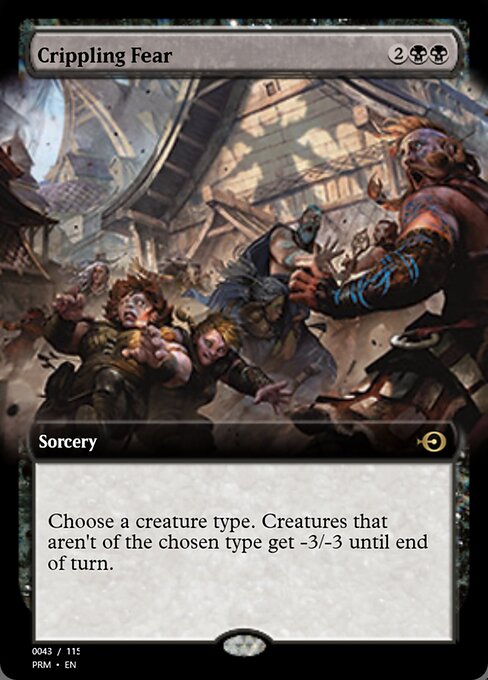 Crippling Fear 2
Sorcery
Choose a creature type. Creatures that
aren't of the chosen type get -3/-3 until end
of turn.
0043 / 115
PRM • EN